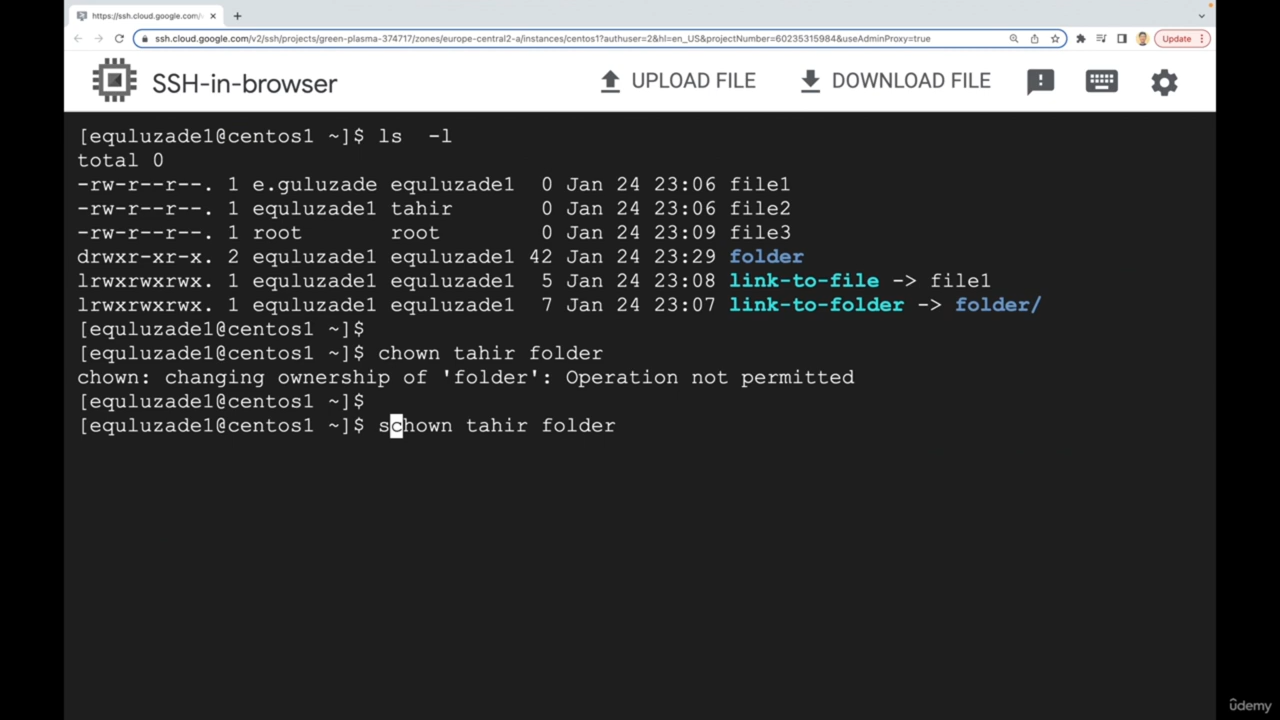 https://ssh.cloud.google.com/v
ssh.cloud.google.com/v2/ssh/projects/green-plasma-374717/zones/europe-central2-a/instances/centos1?authuser=2&hl=en_US&projectNumber=60235315984&useAdminProxy=true
Update
SSH-in-browser
UPLOAD FILE
DOWNLOAD FILE
[equluzade1@centos1 ~]$ ls  -l
total 0
-rw-r--r--. 1 e.guluzade equluzade1  0 Jan 24 23:06 file1
-rw-r--r--. 1 equluzade1 tahir       0 Jan 24 23:06 file2
-rw-r--r--. 1 root       root        0 Jan 24 23:09 file3
drwxr-xr-x. 2 equluzade1 equluzade1 42 Jan 24 23:29 folder
lrwxrwxrwx. 1 equluzade1 equluzade1  5 Jan 24 23:08 link-to-file -> file1
lrwxrwxrwx. 1 equluzade1 equluzade1  7 Jan 24 23:07 link-to-folder -> folder/
[equluzade1@centos1 ~]$
[equluzade1@centos1 ~]$ chown tahir folder
chown: changing ownership of 'folder': Operation not permitted
[equluzade1@centos1 ~]$
[equluzade1@centos1 ~]$ schown tahir folder
ûdemy